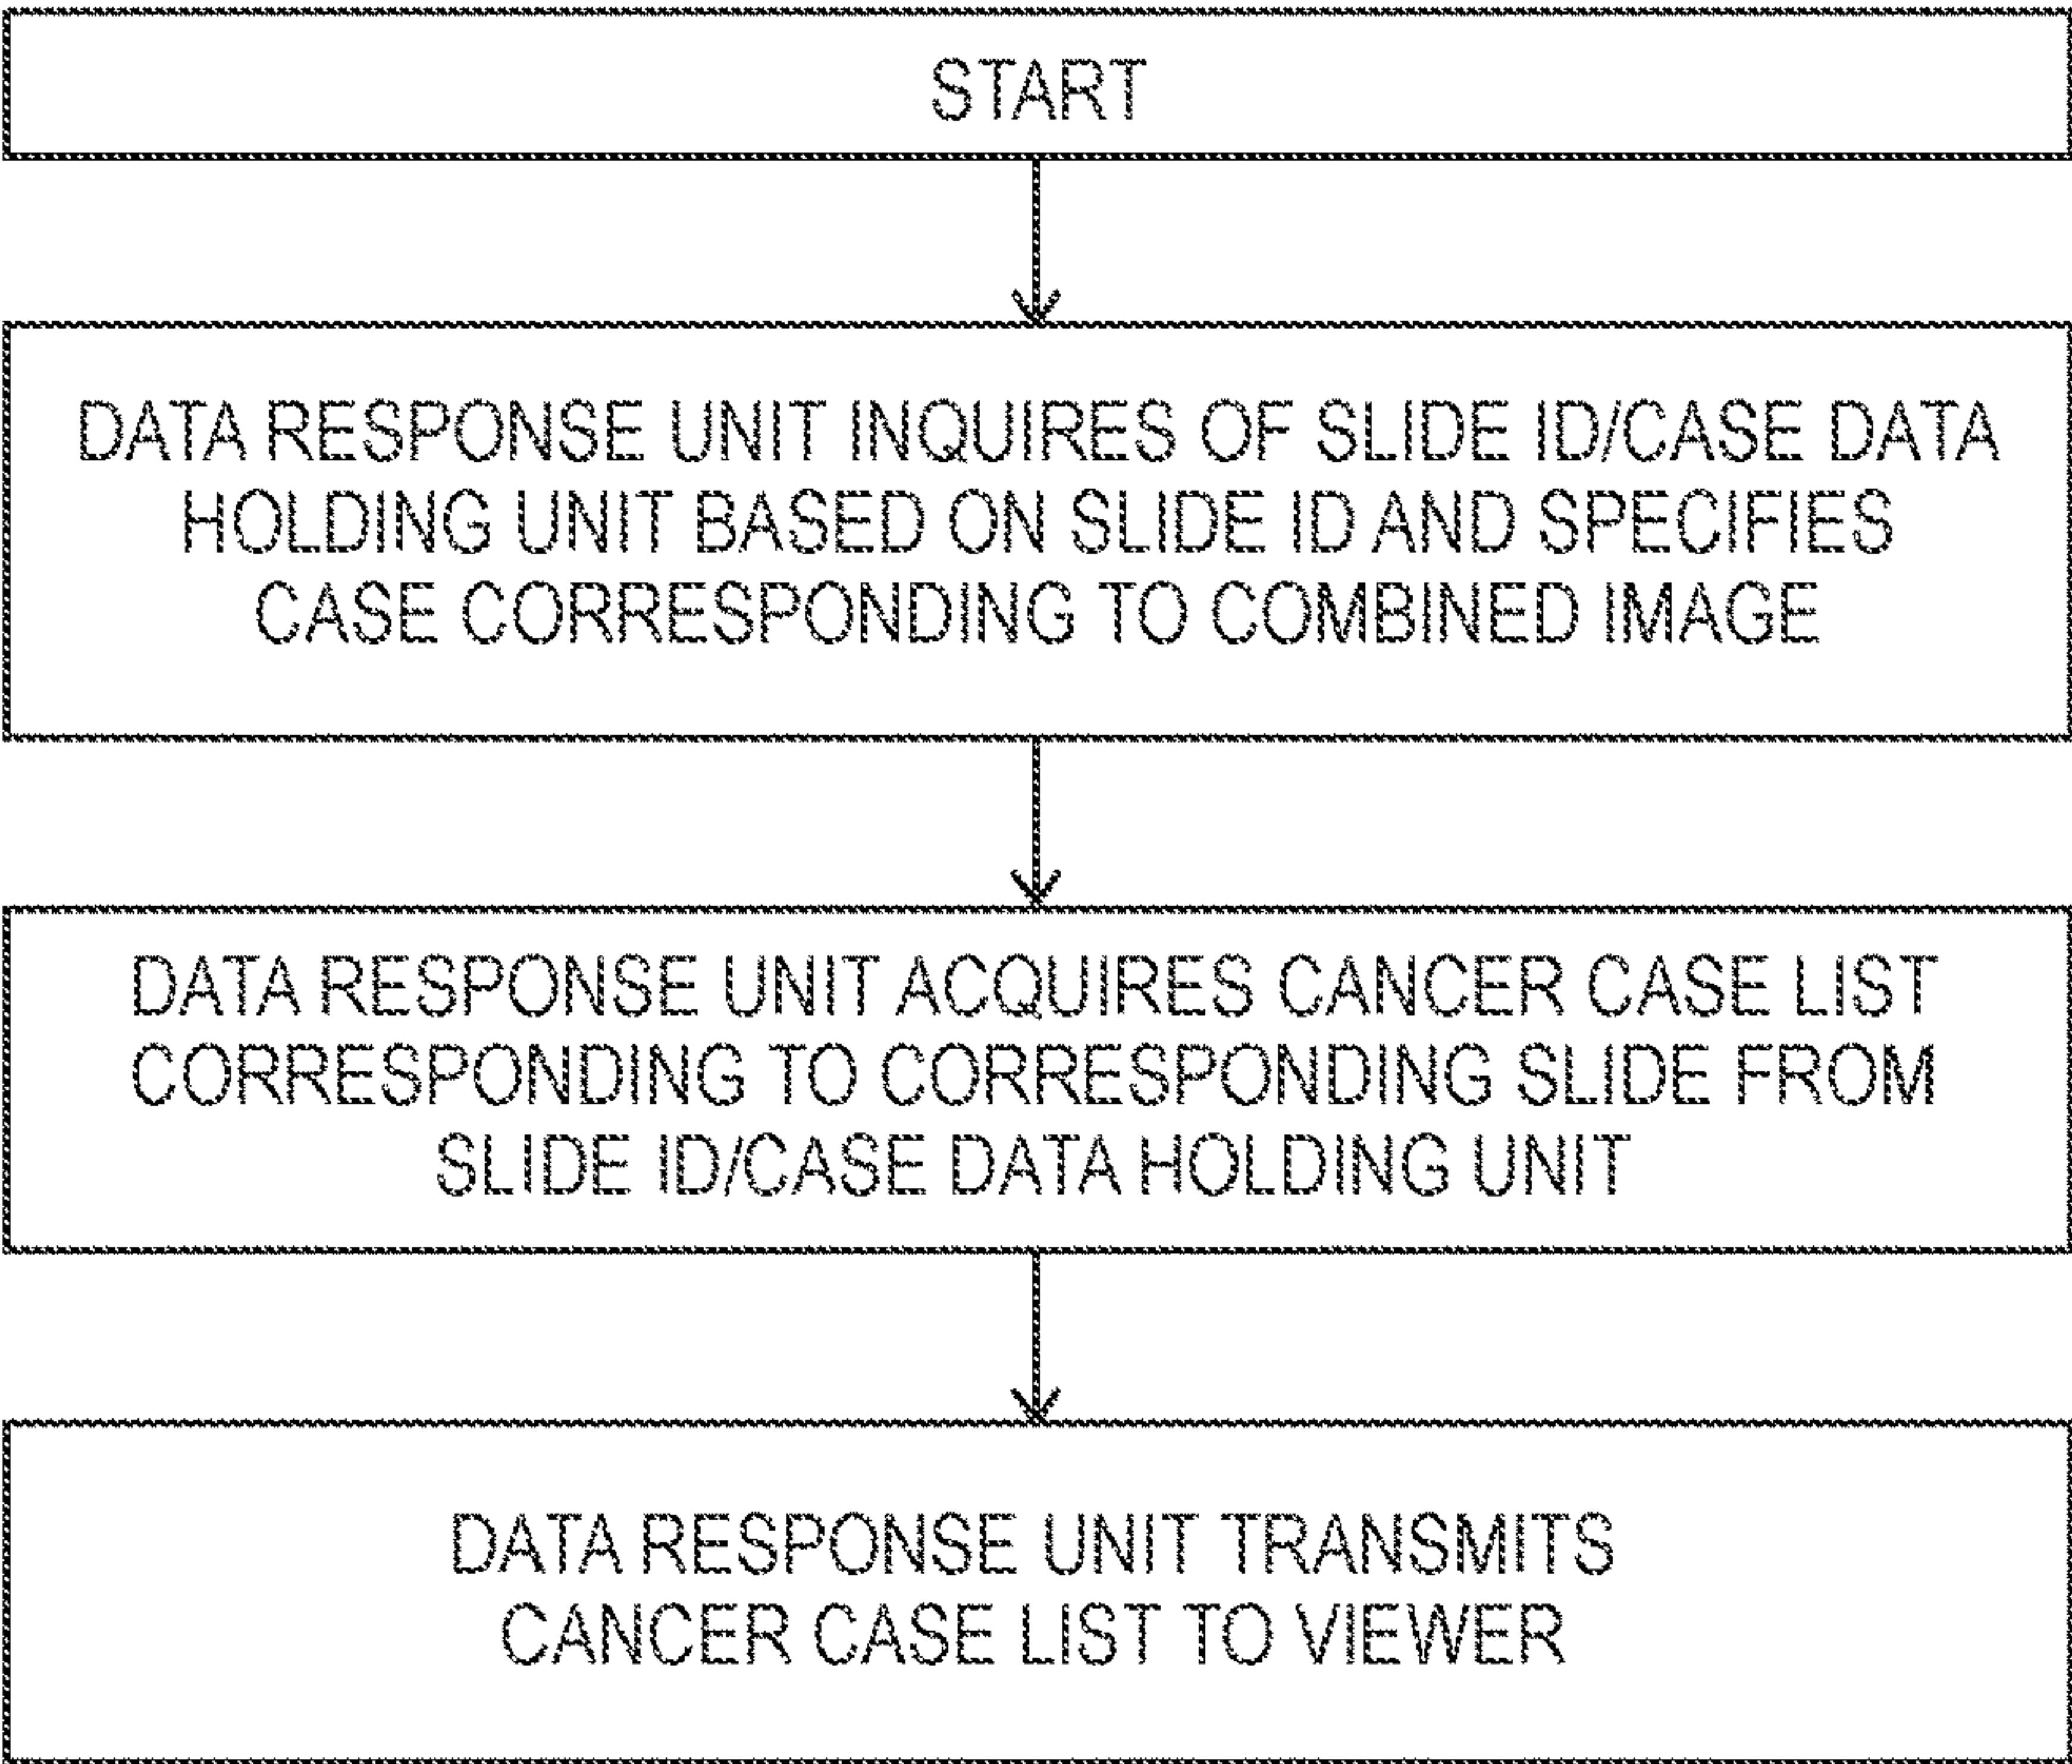 START
DATA RESPONSE UNIT INQUIRES OF SLIDE ID/CASE DATA
HOLDING UNIT BASED ON SLIDE ID AND SPECIFIES
CASE CORRESPONDING TO COMBINED IMAGE
DATA RESPONSE UNIT ACQUIRES CANCER CASE LIST
CORRESPONDING TO CORRESPONDING SLIDE FROM
SLIDE ID/CASE DATA HOLDING UNIT
DATA RESPONSE UNIT TRANSMITS
CANCER CASE LIST TO VIEWER